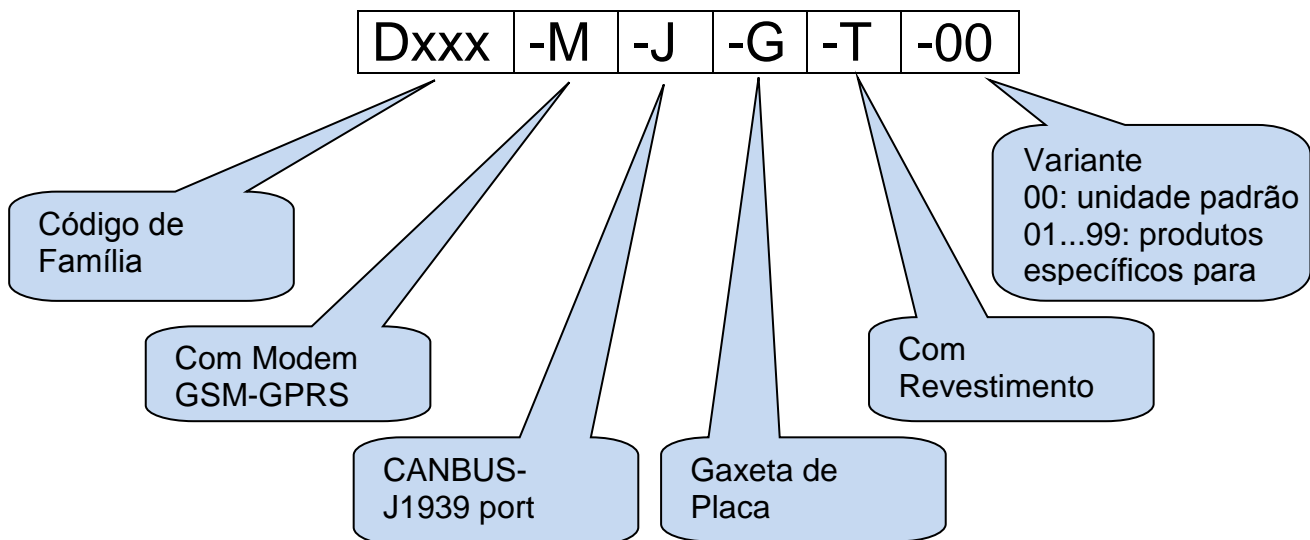 Dxxx -M -J -G -T -00
Variante
00: unidade padrão
01...99: produtos
específicos para
Código de
Família
Com Modem
GSM-GPRS
Com
Revestimento
CANBUS-
J1939 port
Gaxeta de
Placa